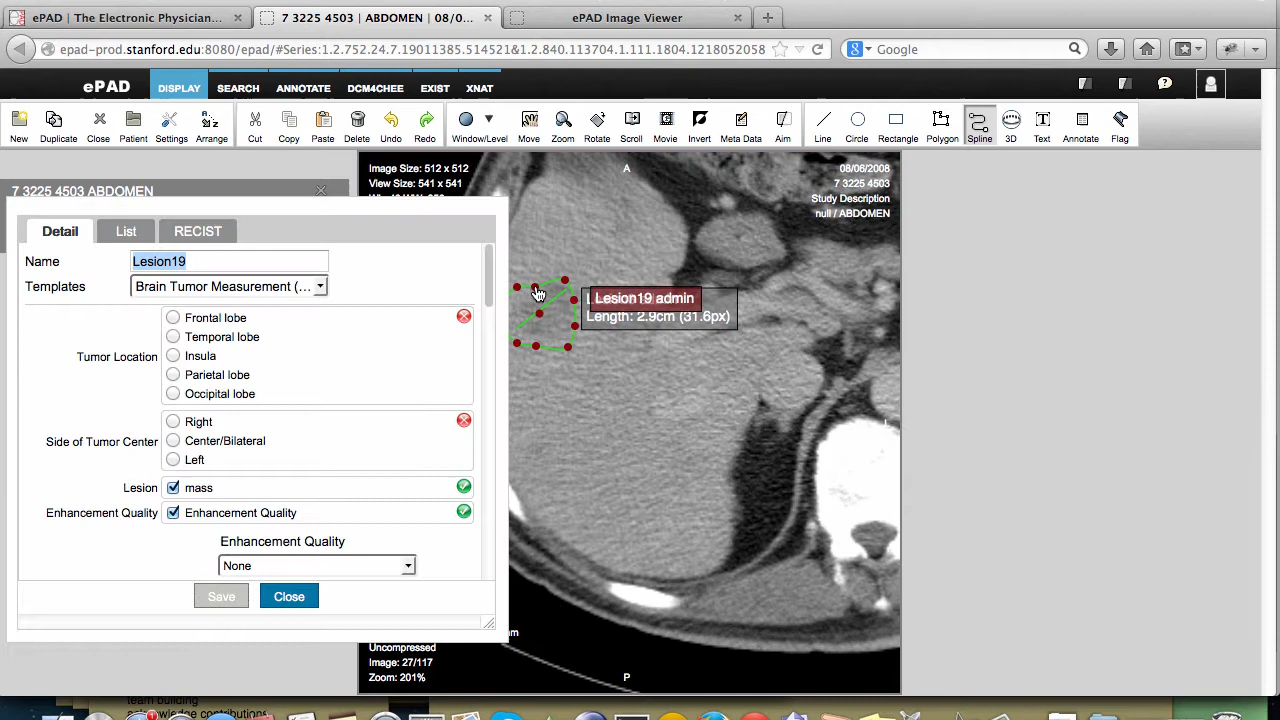 ePAD | The Electronic Physician...
7 3225 4503 | ABDOMEN | 08/0...
ePAD Image Viewer
epad-prod.stanford.edu:8080/epad/#Series:1.2.752.24.7.19011385.514521&1.2.840.113704.1.111.1804.1218052058
Google
ePAD
DISPLAY
SEARCH
ANNOTATE
DCM4CHEE
EXIST
XNAT
New
Duplicate
Close
Patient
Settings
Arrange
Cut
Copy
Paste
Delete
Undo
Redo
Window/Level
Move
Zoom
Rotate
Scroll
Movie
Invert
Meta Data
Aim
Line
Circle
Rectangle
Polygon
Spline
3D
Text
Annotate
Flag
7 3225 4503 ABDOMEN
Image Size: 512 x 512
View Size: 541 x 541
A
08/06/2008
7 3225 4503
Study Description
null / ABDOMEN
Detail
List
RECIST
Name
Lesion19
Templates
Brain Tumor Measurement (...
Tumor Location
Frontal lobe
Temporal lobe
Insula
Parietal lobe
Occipital lobe
Side of Tumor Center
Right
Center/Bilateral
Left
Lesion
mass
Enhancement Quality
Enhancement Quality
Enhancement Quality
None
Save
Close
Lesion19 admin
Length: 2.9cm (31.6px)
Uncompressed
Image: 27/117
Zoom: 201%
P
team building
acknowledge contributions